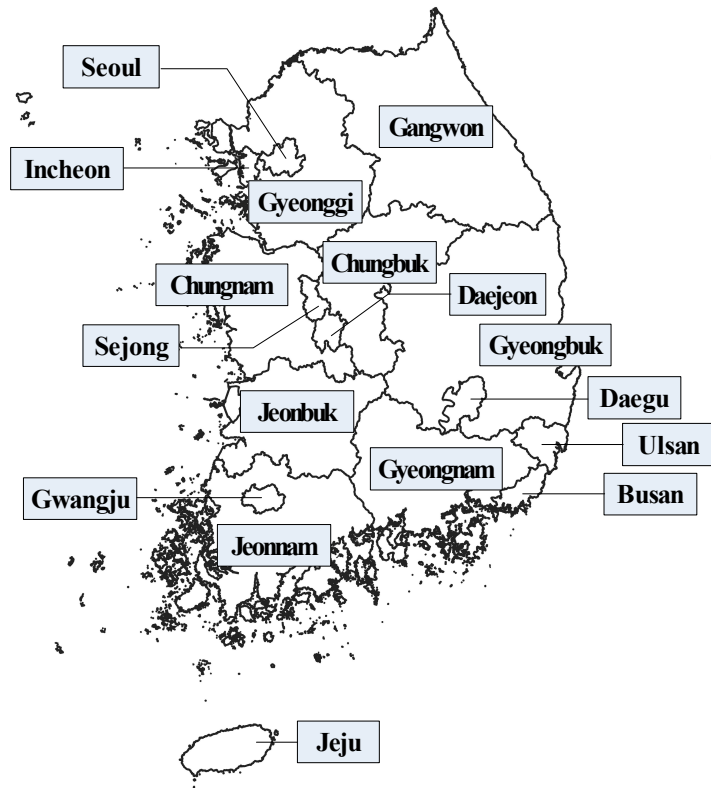 Seoul
Gangwon
Incheon
Gyeonggi
Chungbuk
Chungnam
Daejeon
Sejong
Gyeongbuk
Daegu
Jeonbuk
Ulsan
Gyeongnam
Gwangju
Busan
Jeonnam
Jeju